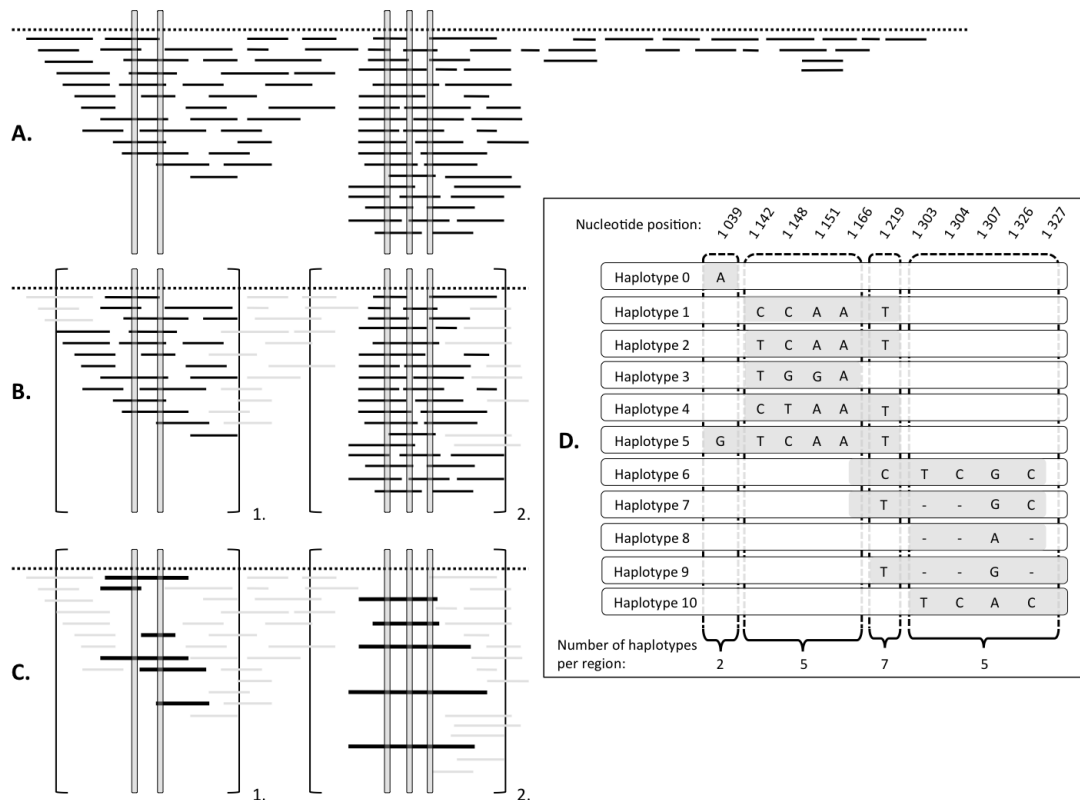 A.
B.
1.
2.
C.
1.
2.
D.
Nucleotide position: 1 039 1 142 1 148 1 151 1 166 1 219 1 303 1 304 1 307 1 326 1 327
Haplotype 0 A
Haplotype 1 C C A A T
Haplotype 2 T C A A T
Haplotype 3 T G G A
Haplotype 4 C T A A T
Haplotype 5 G T C A A T
Haplotype 6 C T C G C
Haplotype 7 T - - G C
Haplotype 8 - - A -
Haplotype 9 T - - G -
Haplotype 10 T C A C
Number of haplotypes
per region: 2 5 7 5